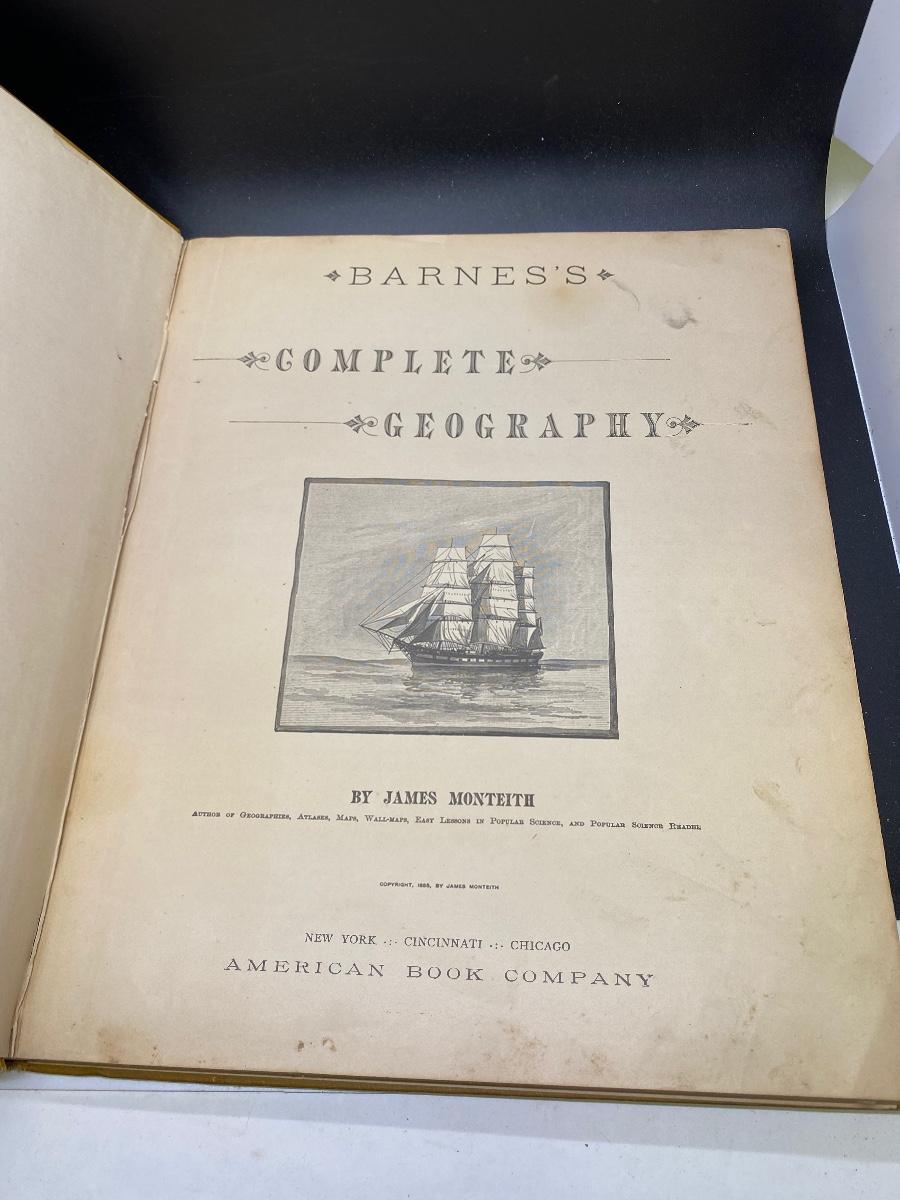 BARNES'S
COMPLETE
GEOGRAPHY
BY JAMES MONTEITH
AUTHOR OF GEOGRAPHIES, ATLASES, MAPS, WALL-MAPS, EASY LESSONS IN POPULAR SCIENCE, AND POPULAR SCIENCE READER
COPYRIGHT, 1885, BY JAMES MONTEITH
NEW YORK .:. CINCINNATI .:. CHICAGO
AMERICAN BOOK COMPANY